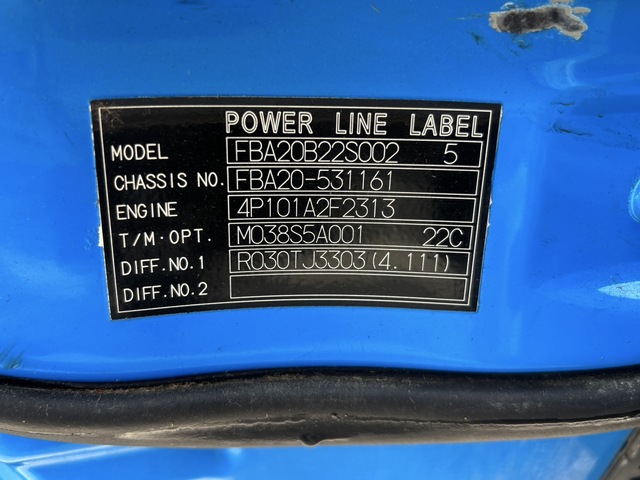 POWER LINE LABEL
MODEL FBA20B22S002 5
CHASSIS NO. FBA20-531161
ENGINE 4P101A2F2313
T/M·OPT. M038S5A001 22C
DIFF.NO.1 R030TJ3303(4.111)
DIFF.NO.2